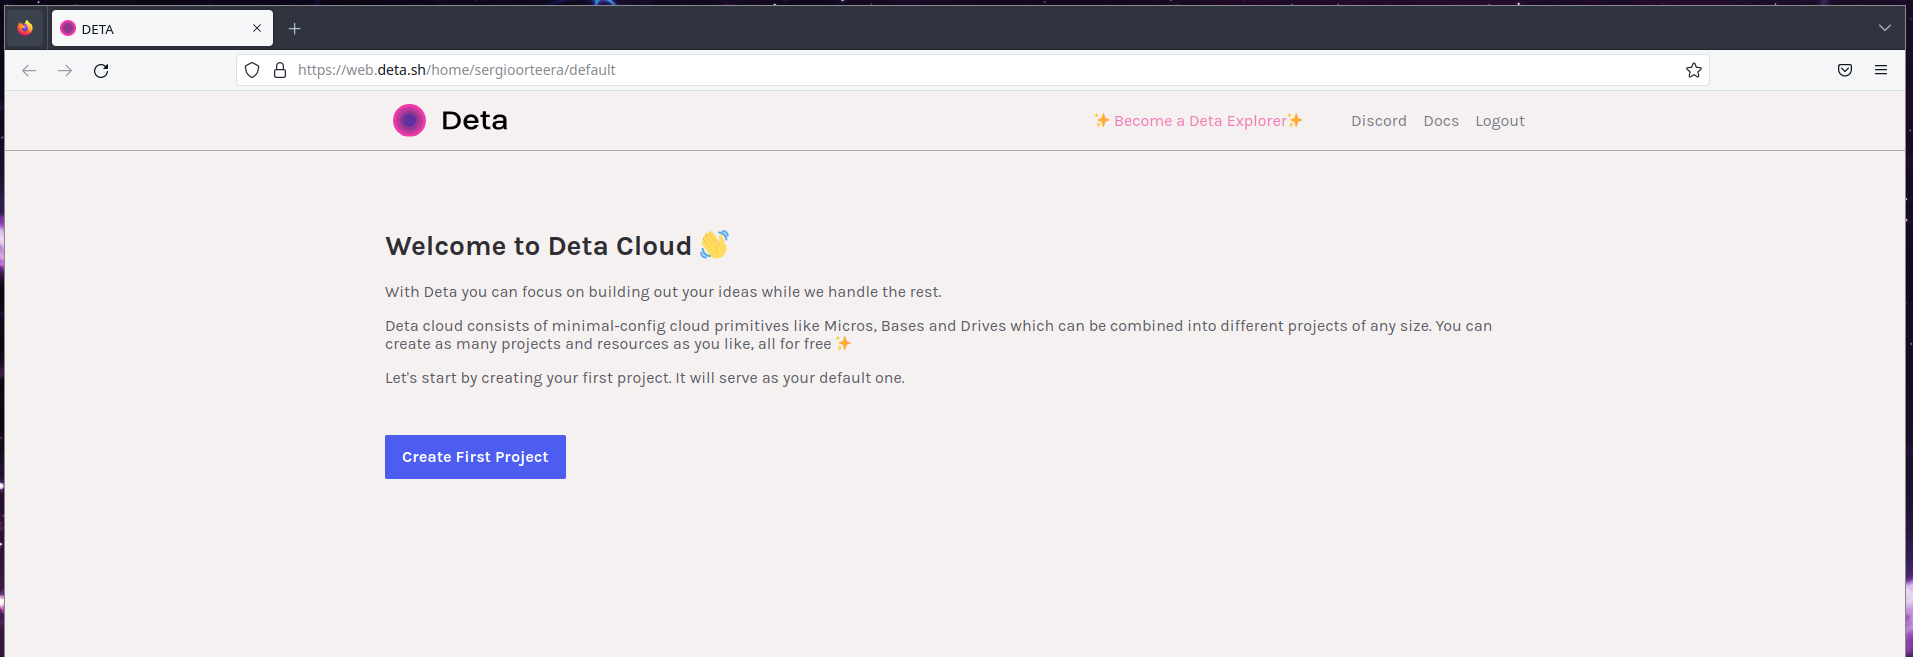 DETA
https://web.deta.sh/home/sergioorteera/default
Deta
✨ Become a Deta Explorer✨ Discord Docs Logout
Welcome to Deta Cloud 👋
With Deta you can focus on building out your ideas while we handle the rest.
Deta cloud consists of minimal-config cloud primitives like Micros, Bases and Drives which can be combined into different projects of any size. You can
create as many projects and resources as you like, all for free ✨
Let's start by creating your first project. It will serve as your default one.
Create First Project